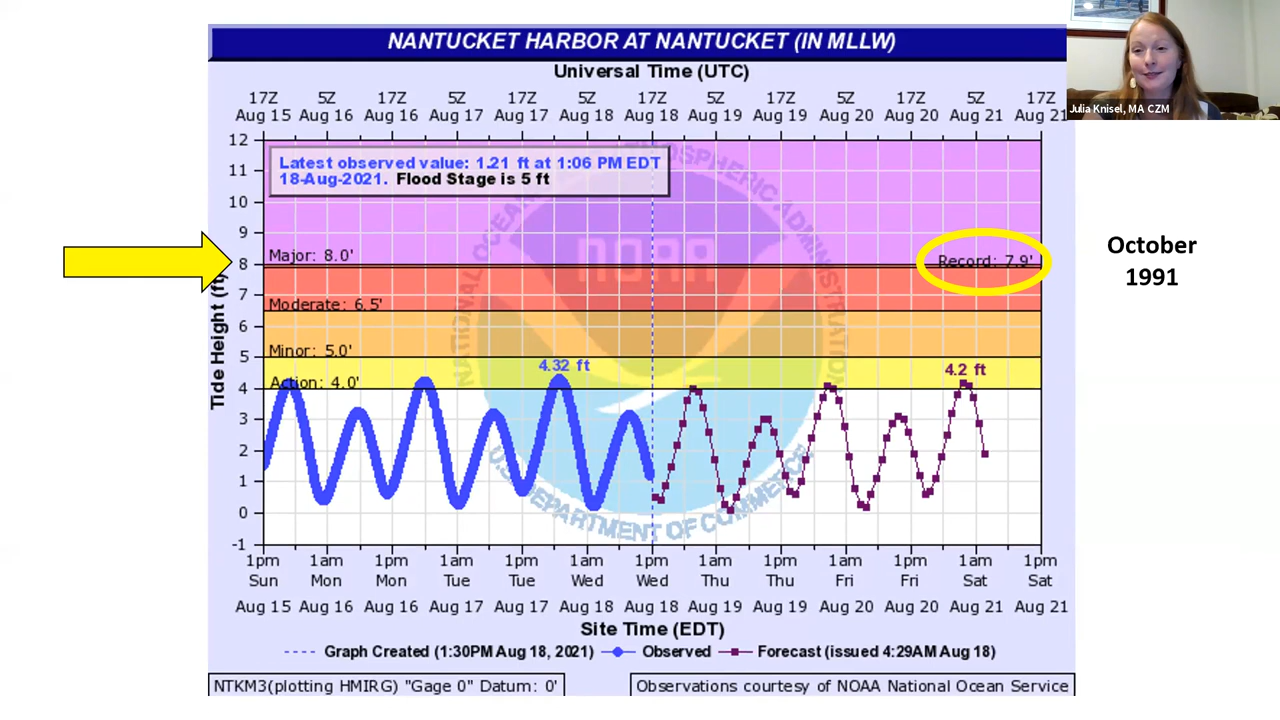 NANTUCKET HARBOR AT NANTUCKET (IN MLLW)
Universal Time (UTC)
17Z 5Z 17Z 5Z 17Z 5Z 17Z 5Z 17Z 5Z 17Z 5Z 17Z
Aug 15 Aug 16 Aug 16 Aug 17 Aug 17 Aug 18 Aug 18 Aug 19 Aug 19 Aug 20 Aug 20 Aug 21 Aug 21
Julia Knisel, MA CZM
12
Latest observed value: 1.21 ft at 1:06 PM EDT
18-Aug-2021. Flood Stage is 5 ft
11
10
9
Major: 8.0'
8
Record: 7.9'
October
1991
7
Moderate: 6.5'
6
Minor: 5.0'
5
4.32 ft
4.2 ft
Action: 4.0'
4
3
2
1
0
-1
Tide Height (ft)
NOAA
NATIONAL OCEANIC AND ATMOSPHERIC ADMINISTRATION
U.S. DEPARTMENT OF COMMERCE
1pm 1am 1pm 1am 1pm 1am 1pm 1am 1pm 1am 1pm 1am 1pm
Sun Mon Mon Tue Tue Wed Wed Thu Thu Fri Fri Sat Sat
Aug 15 Aug 16 Aug 16 Aug 17 Aug 17 Aug 18 Aug 18 Aug 19 Aug 19 Aug 20 Aug 20 Aug 21 Aug 21
Site Time (EDT)
Graph Created (1:30PM Aug 18, 2021) Observed Forecast (issued 4:29AM Aug 18)
NTKM3(plotting HMIRG) "Gage 0" Datum: 0'
Observations courtesy of NOAA National Ocean Service